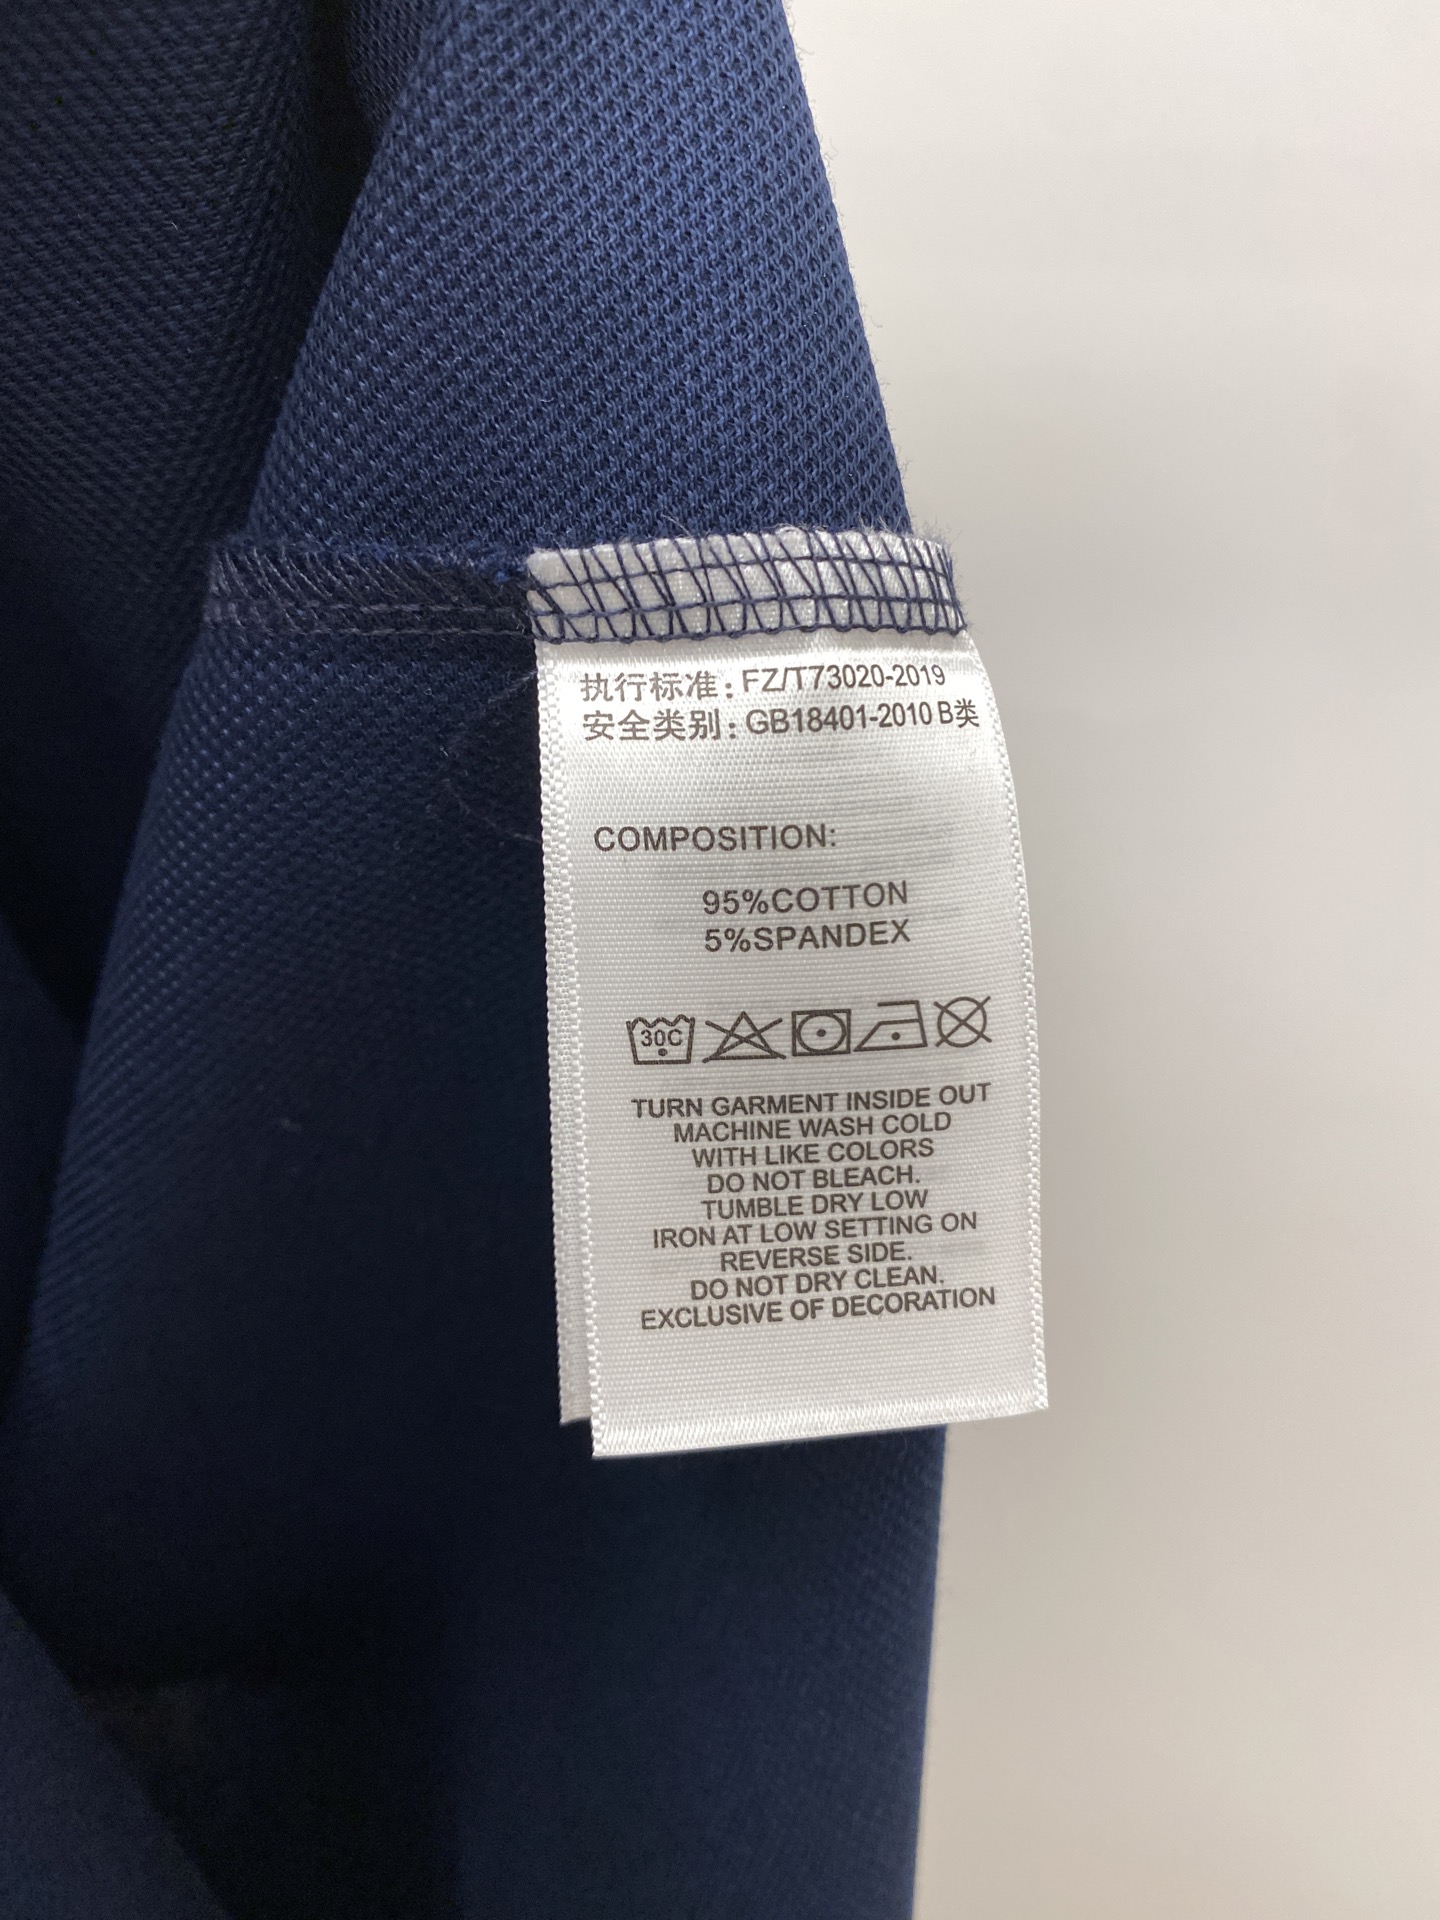 执行标准：FZ/T73020-2019
安全类别：GB18401-2010 B类
COMPOSITION:
95%COTTON
5%SPANDEX
30C
TURN GARMENT INSIDE OUT
MACHINE WASH COLD
WITH LIKE COLORS
DO NOT BLEACH.
TUMBLE DRY LOW
IRON AT LOW SETTING ON
REVERSE SIDE.
DO NOT DRY CLEAN.
EXCLUSIVE OF DECORATION